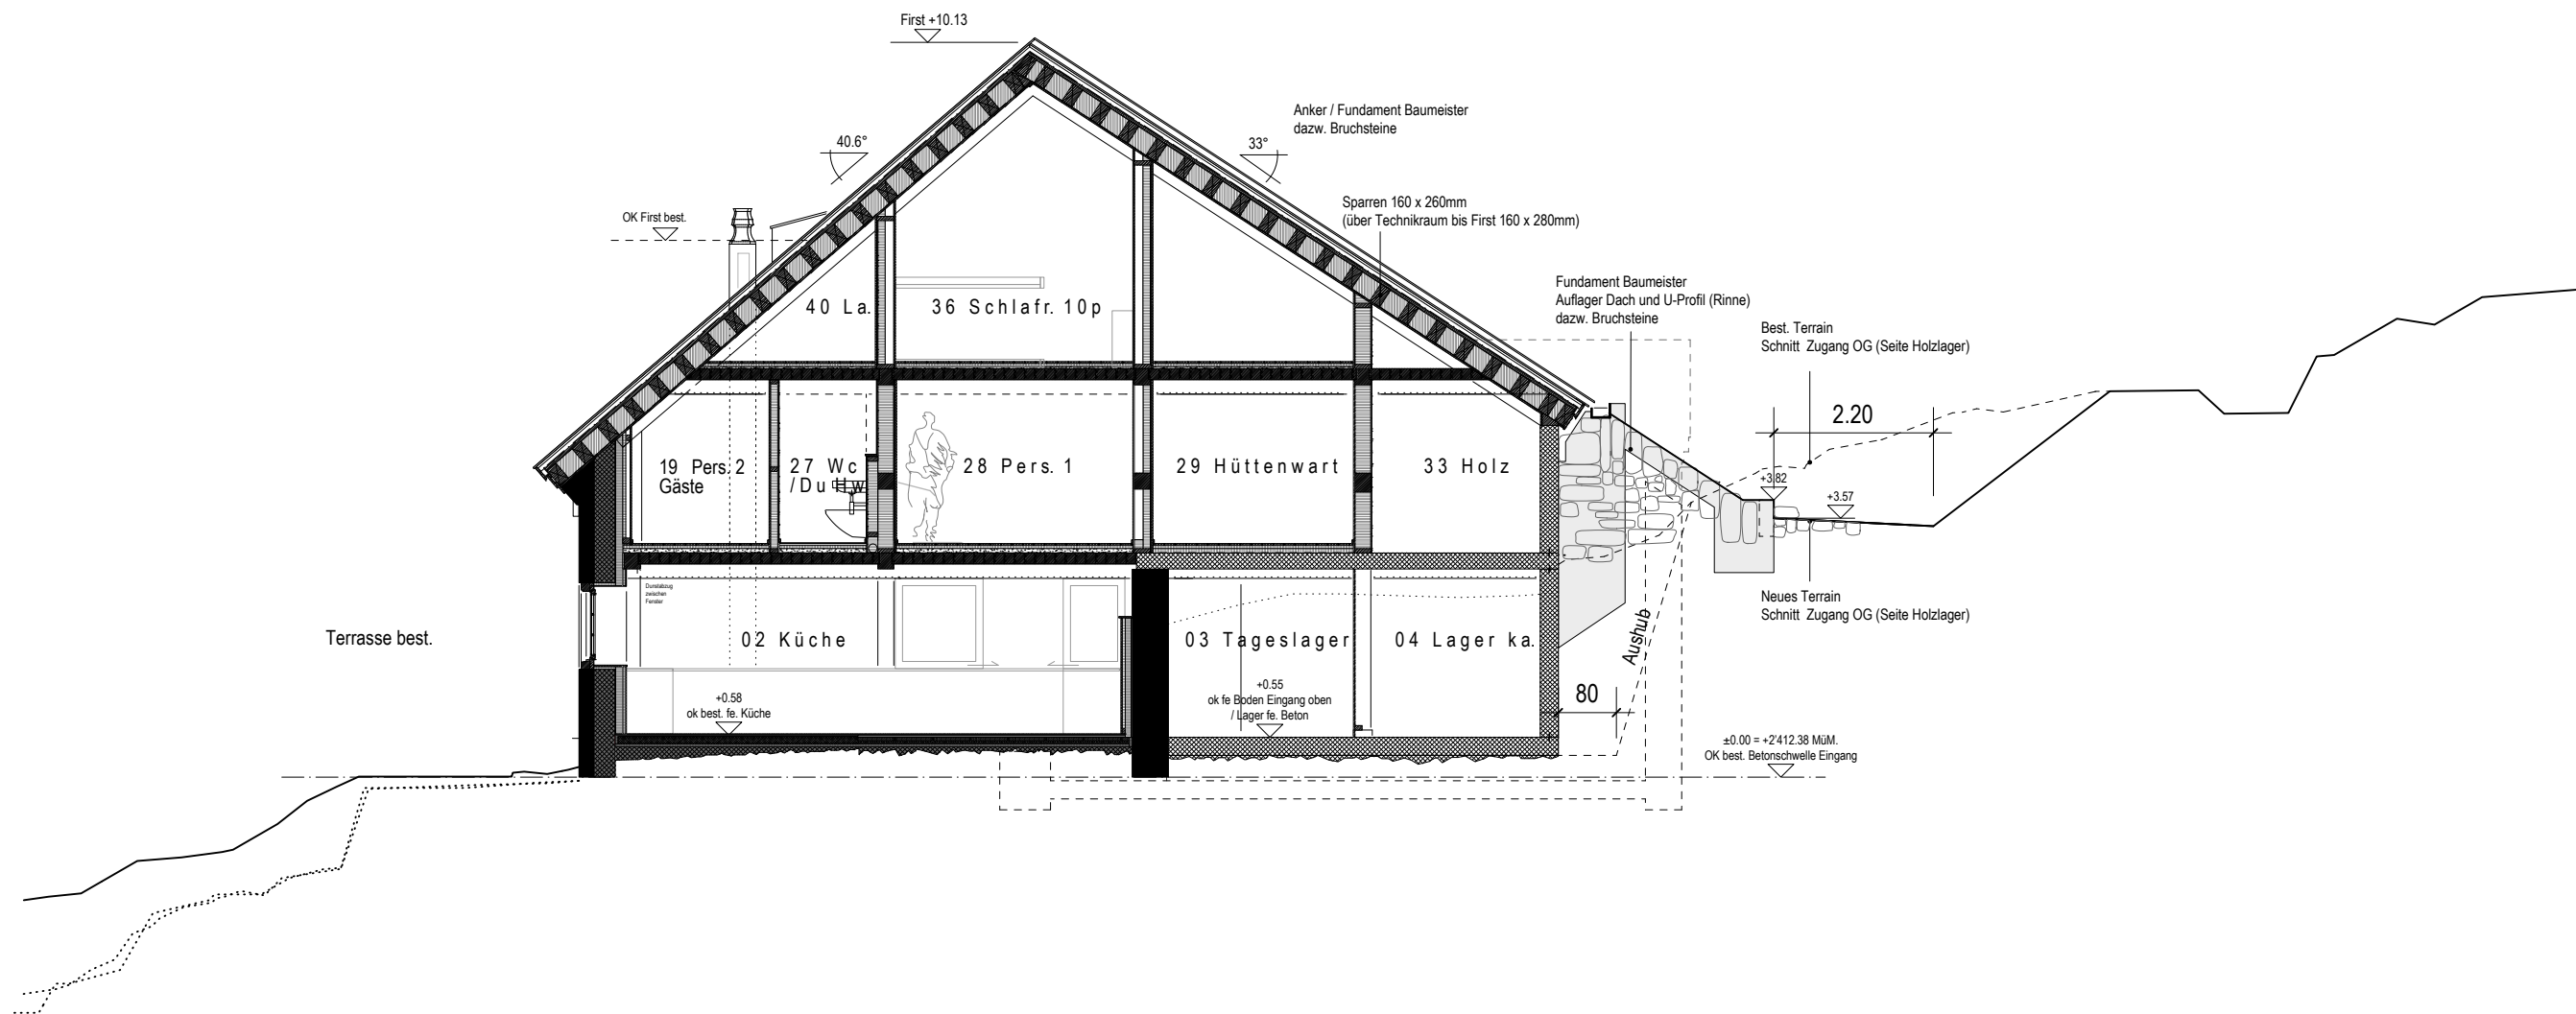 First +10.13
Anker / Fundament Baumeister
dazw. Bruchsteine
40.6°
33°
Sparren 160 x 260mm
(über Technikraum bis First 160 x 280mm)
OK First best.
Fundament Baumeister
Auflager Dach und U-Profil (Rinne)
dazw. Bruchsteine
40 La.
36 Schlafr. 10p
Best. Terrain
Schnitt Zugang OG (Seite Holzlager)
2.20
19 Pers. 2
Gäste
27 Wc
/Du Hw
28 Pers. 1
29 Hüttenwart
33 Holz
+3.82
+3.57
Dunstabzug
zwischen
Fenster
Neues Terrain
Schnitt Zugang OG (Seite Holzlager)
Terrasse best.
02 Küche
03 Tageslager
04 Lager ka.
Aushub
+0.58
ok best. fe. Küche
+0.55
ok fe Boden Eingang oben
/ Lager fe. Beton
80
±0.00 = +2'412.38 MüM.
OK best. Betonschwelle Eingang